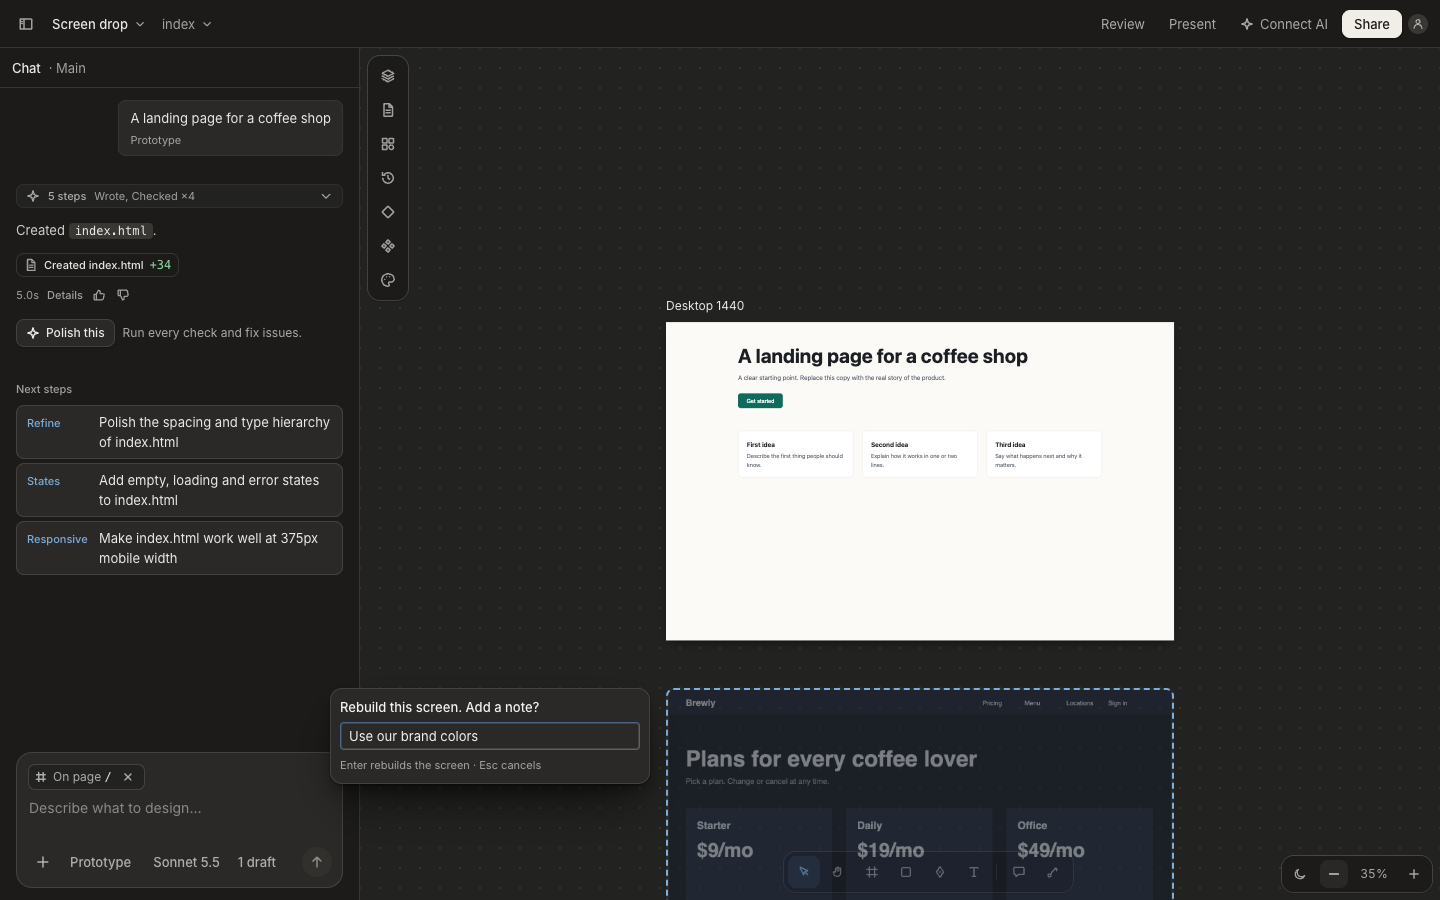 Screen drop
index
Review
Present
Connect AI
Share
Chat · Main
A landing page for a coffee shop
Prototype
5 steps Wrote, Checked ×4
Created index.html.
Created index.html +34
5.0s Details
Polish this Run every check and fix issues.
Next steps
Refine Polish the spacing and type hierarchy
of index.html
States Add empty, loading and error states
to index.html
Responsive Make index.html work well at 375px
mobile width
On page /
Describe what to design...
Prototype Sonnet 5.5 1 draft
Rebuild this screen. Add a note?
Use our brand colors
Enter rebuilds the screen · Esc cancels
Desktop 1440
A landing page for a coffee shop
A clear starting point. Replace this copy with the real story of the product.
Get started
First idea
Describe the first thing people should
know.
Second idea
Explain how it works in one or two
lines.
Third idea
Say what happens next and why it
matters.
Brewly Pricing Menu Locations Sign in
Plans for every coffee lover
Pick a plan. Change or cancel at any time.
Starter
$9/mo
Daily
$19/mo
Office
$49/mo
35%